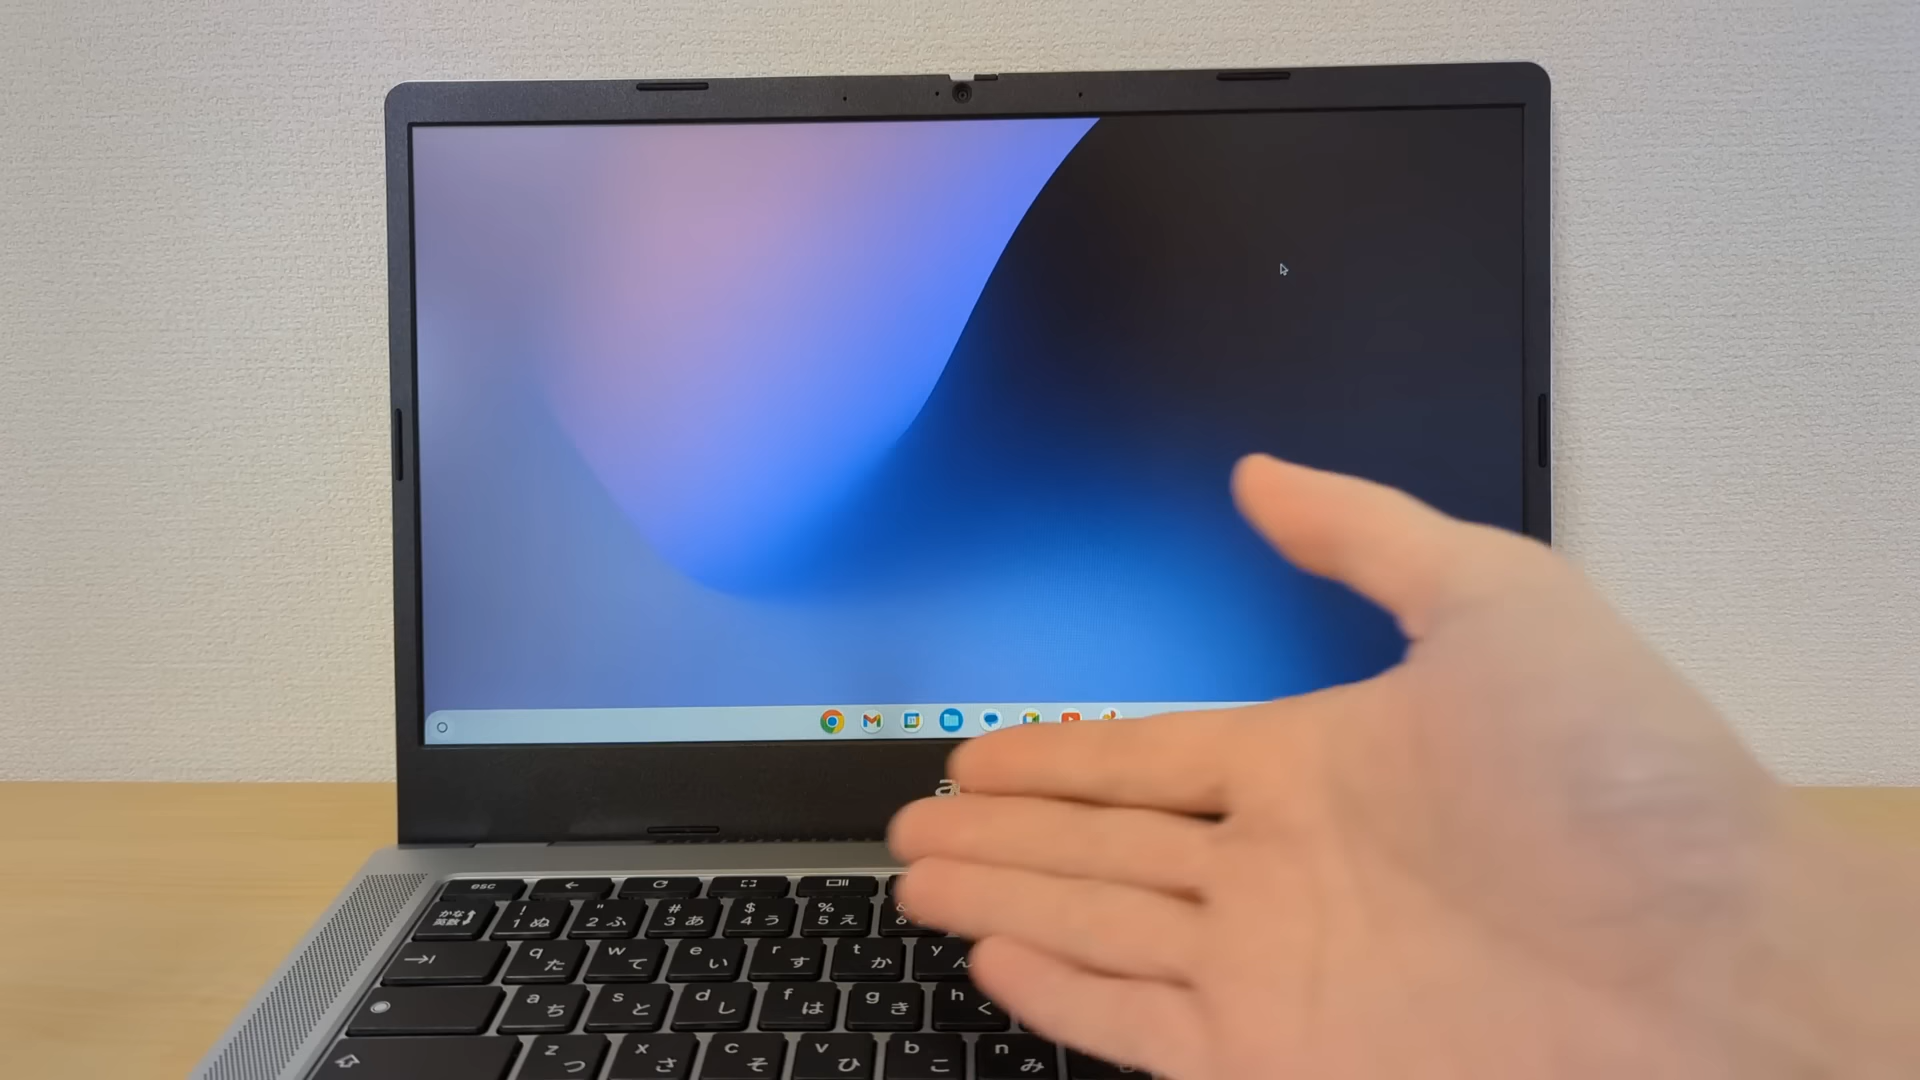 a
esc
かな 英数 ! 1 ぬ " 2 ふ # 3 あ $ 4 う % 5 え & 6
q た w て e い r す t か y ん
a ち s と d し f は g き h く
z つ x さ c そ v ひ b こ n み